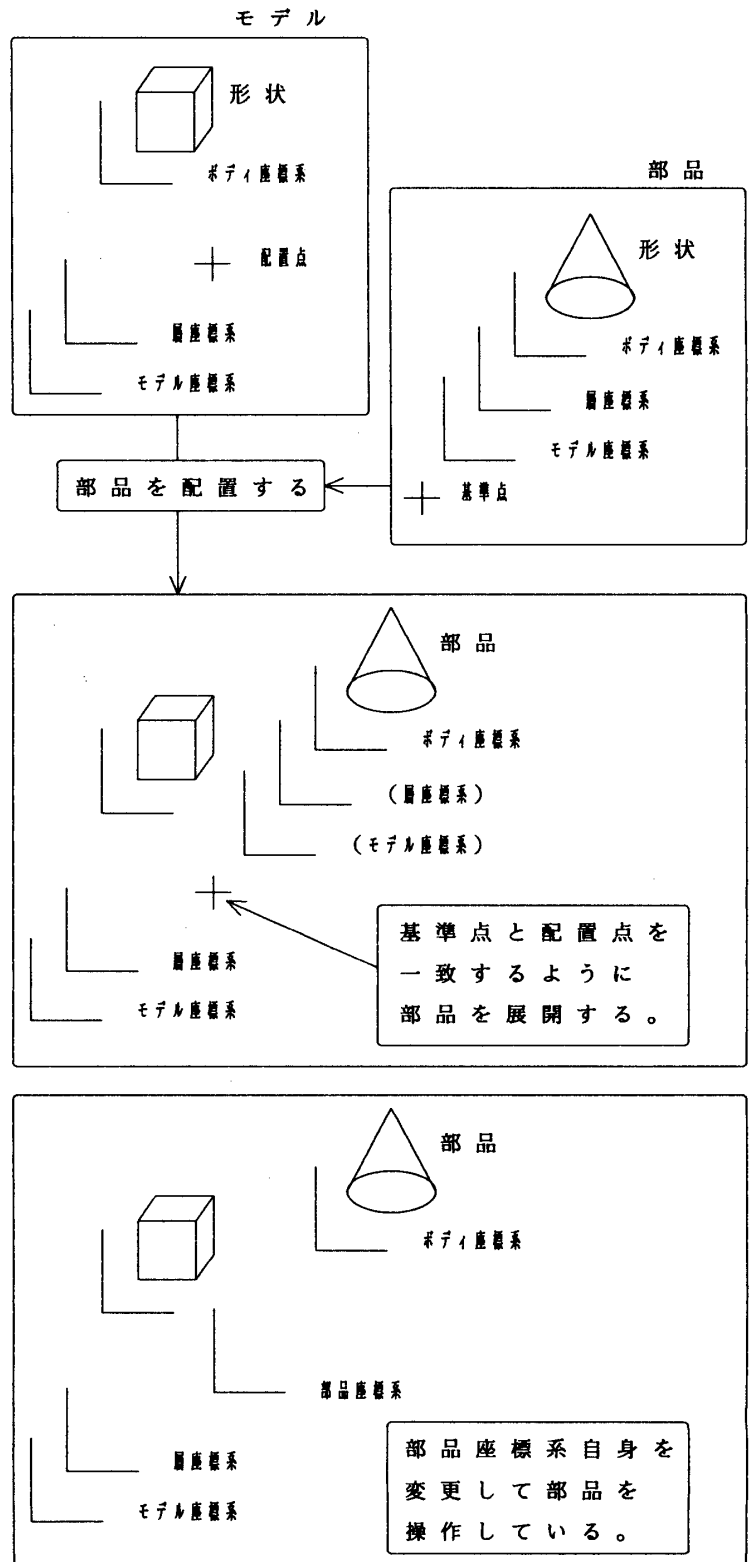 モデル
形状
ボディ座標系
配置点
層座標系
モデル座標系
部品
形状
ボディ座標系
層座標系
モデル座標系
基準点
部品を配置する
部品
ボディ座標系
(層座標系)
(モデル座標系)
層座標系
モデル座標系
基準点と配置点を
一致するように
部品を展開する。
部品
ボディ座標系
部品座標系
層座標系
モデル座標系
部品座標系自身を
変更して部品を
操作している。